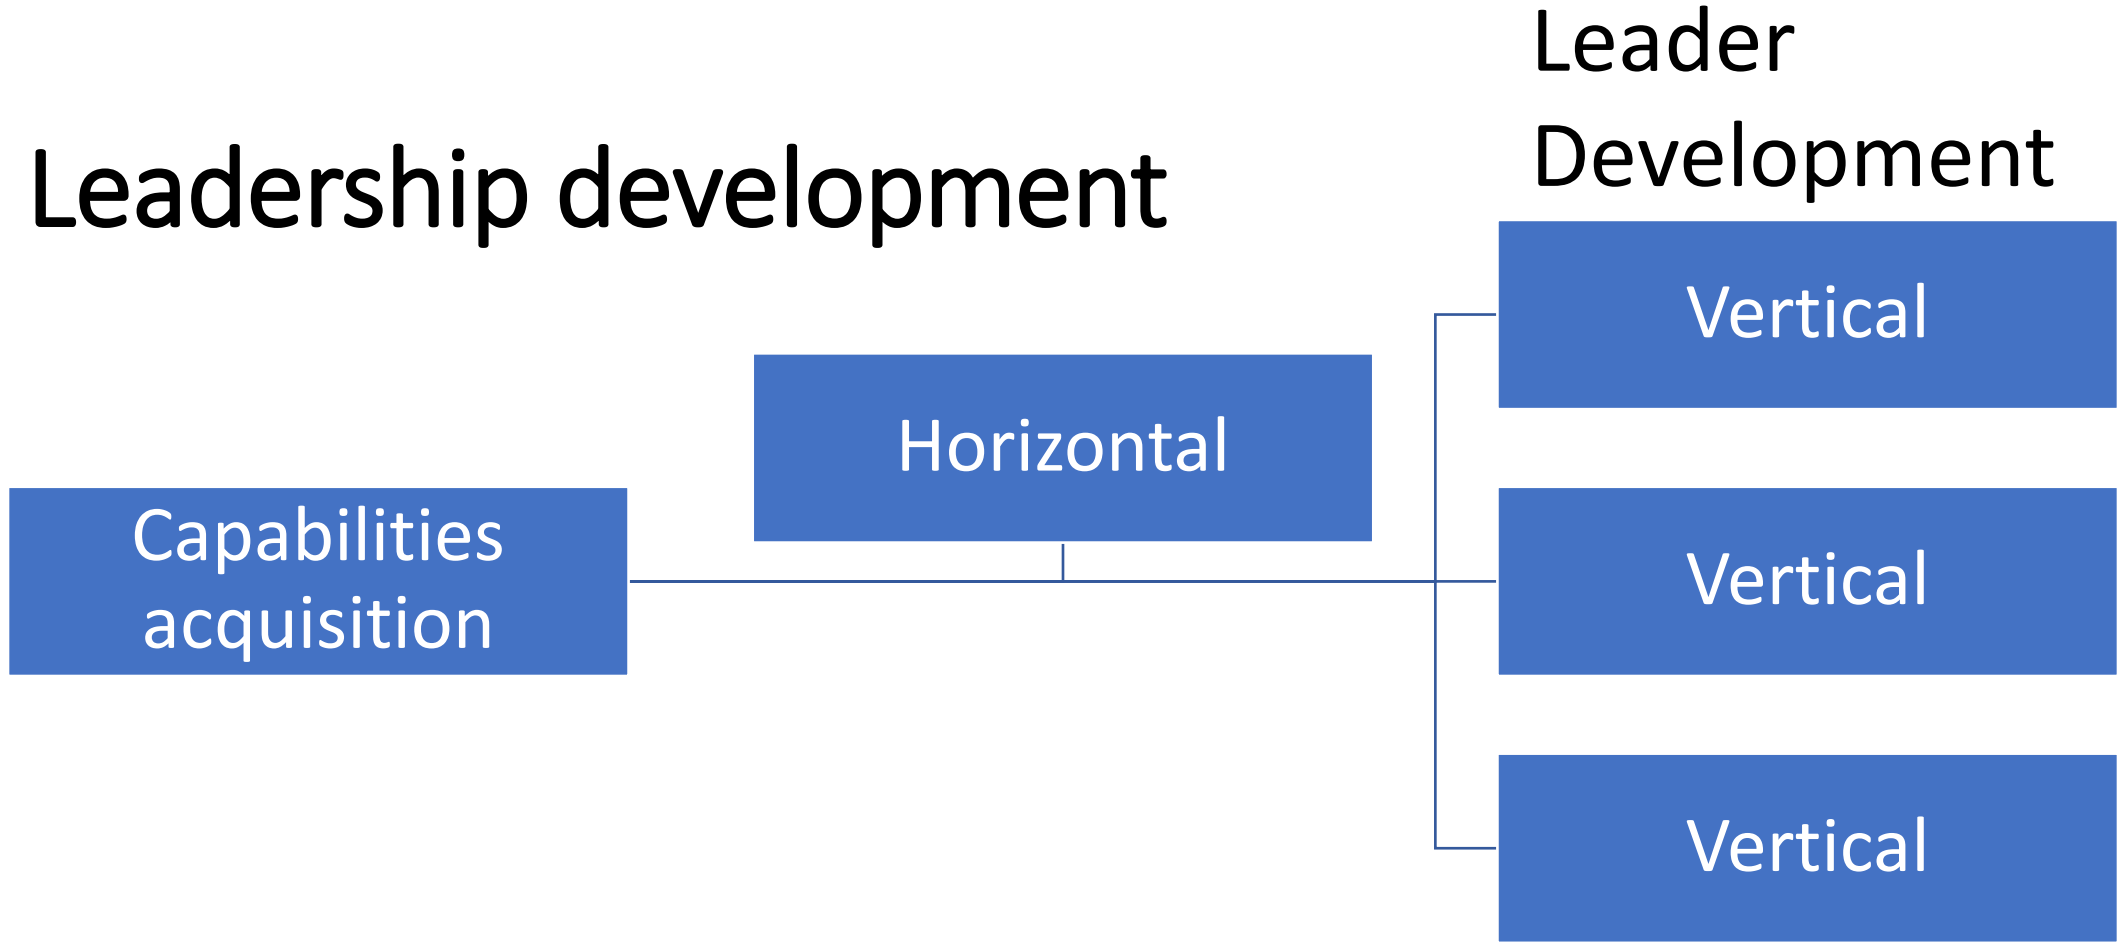 Leadership development
Leader
Development
Capabilities
acquisition
Horizontal
Vertical
Vertical
Vertical